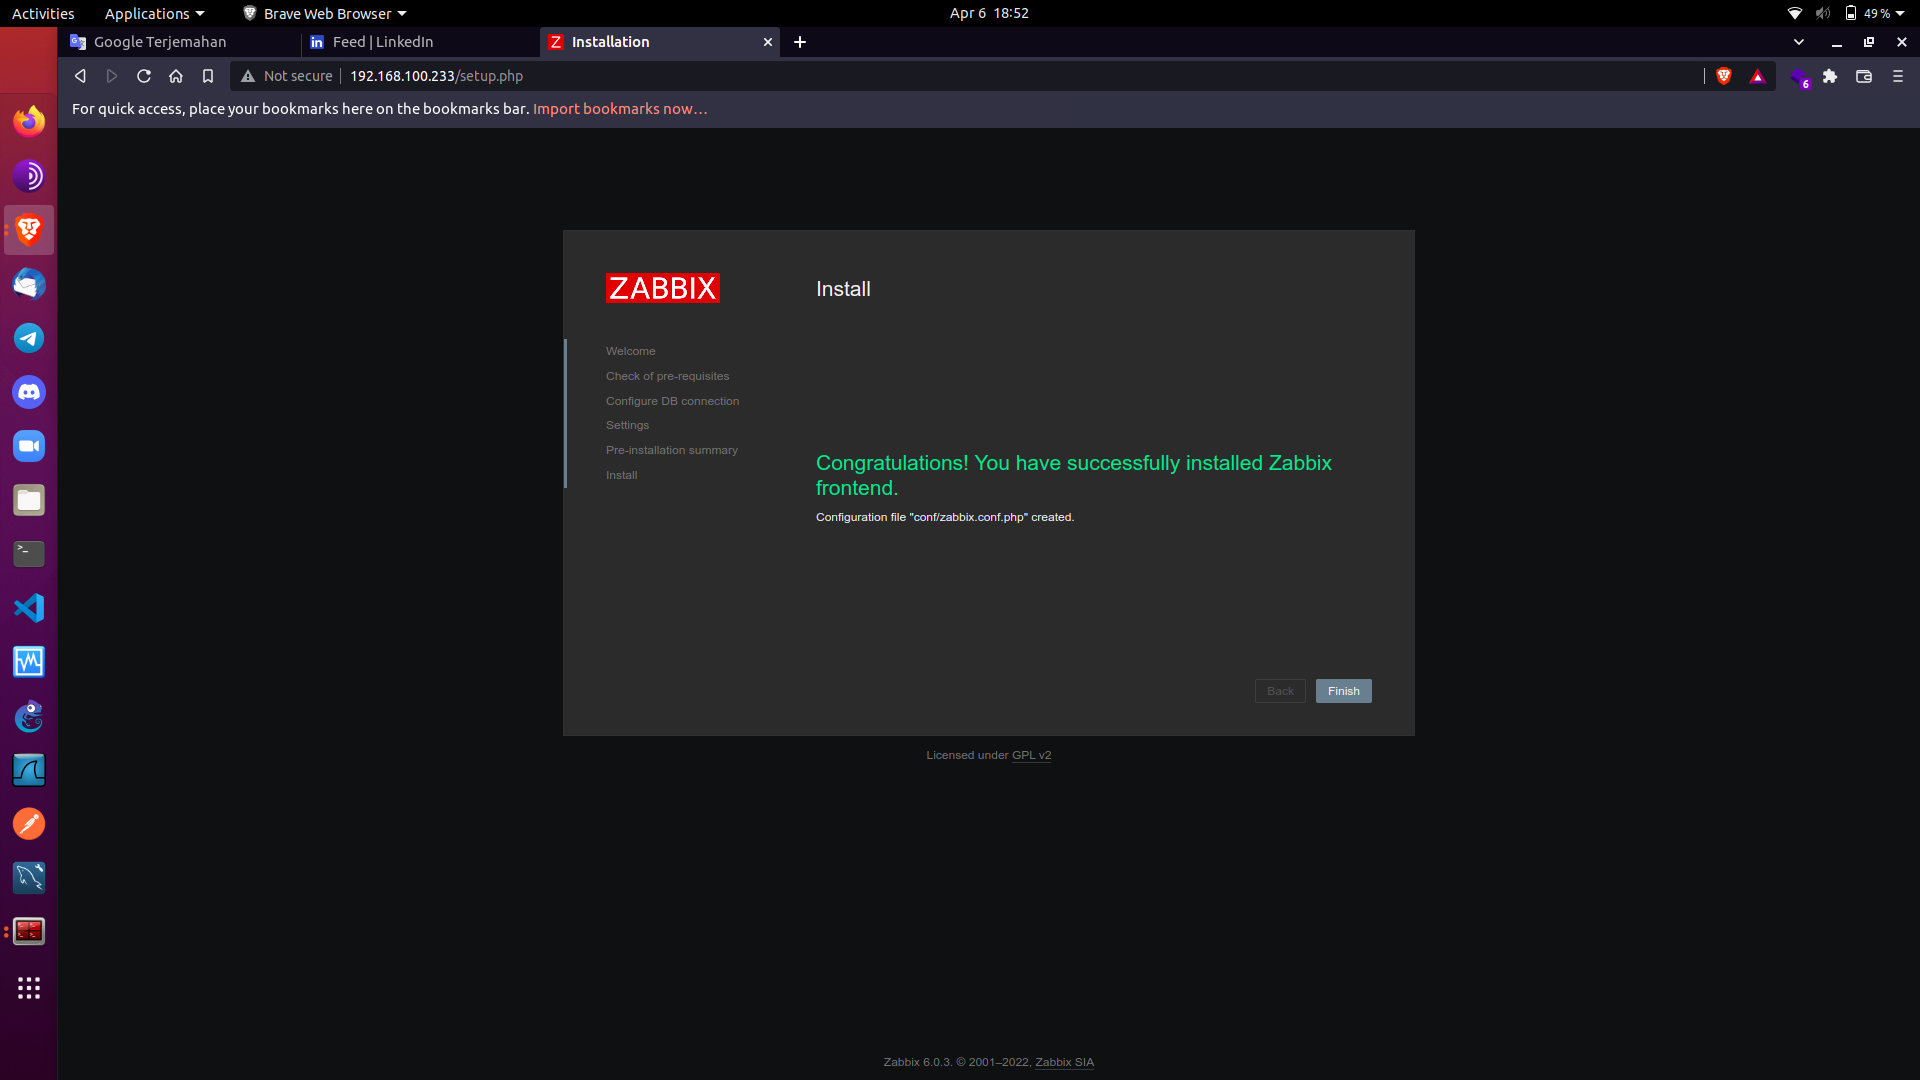 Activities Applications Brave Web Browser Apr 6 18:52 49 %
Google Terjemahan Feed | LinkedIn Z Installation
Not secure 192.168.100.233/setup.php 6
For quick access, place your bookmarks here on the bookmarks bar. Import bookmarks now…
ZABBIX
Install
Welcome
Check of pre-requisites
Configure DB connection
Settings
Pre-installation summary
Install
Congratulations! You have successfully installed Zabbix
frontend.
Configuration file "conf/zabbix.conf.php" created.
Back Finish
Licensed under GPL v2
Zabbix 6.0.3. © 2001–2022, Zabbix SIA